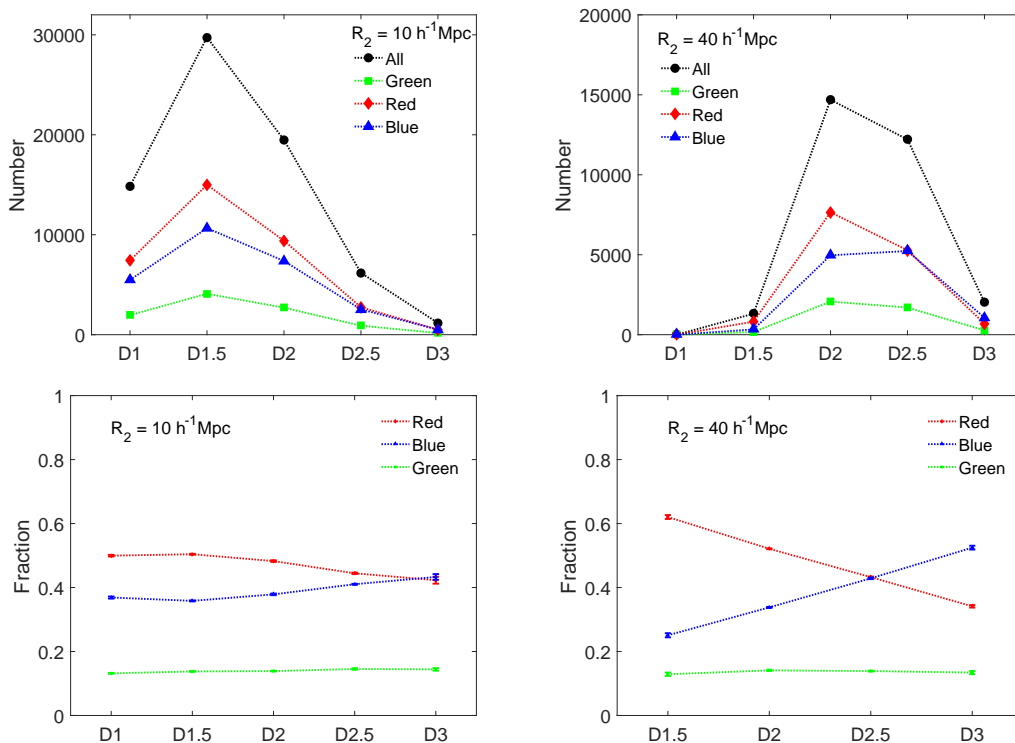 R_2 = 10 h^-1Mpc
All
Green
Red
Blue
30000
20000
10000
0
Number
D1 D1.5 D2 D2.5 D3
R_2 = 40 h^-1Mpc
All
Green
Red
Blue
20000
15000
10000
5000
0
Number
D1 D1.5 D2 D2.5 D3
R_2 = 10 h^-1Mpc
Red
Blue
Green
1
0.8
0.6
0.4
0.2
0
Fraction
D1 D1.5 D2 D2.5 D3
R_2 = 40 h^-1Mpc
Red
Blue
Green
1
0.8
0.6
0.4
0.2
0
Fraction
D1.5 D2 D2.5 D3